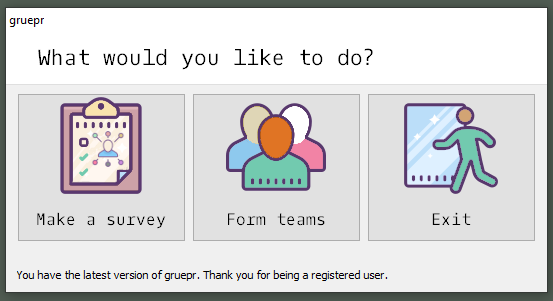 gruepr
What would you like to do?
Make a survey
Form teams
Exit
You have the latest version of gruepr. Thank you for being a registered user.